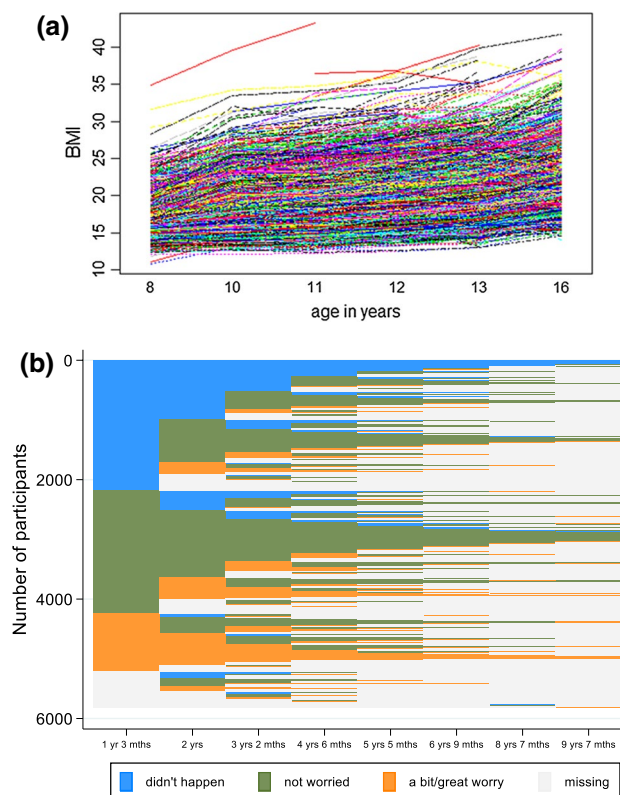 (a)
BMI
40
35
30
25
20
15
10
8 10 11 12 13 16
age in years
(b)
Number of participants
0
2000
4000
6000
1 yr 3 mths 2 yrs 3 yrs 2 mths 4 yrs 6 mths 5 yrs 5 mths 6 yrs 9 mths 8 yrs 7 mths 9 yrs 7 mths
didn't happen not worried a bit/great worry missing